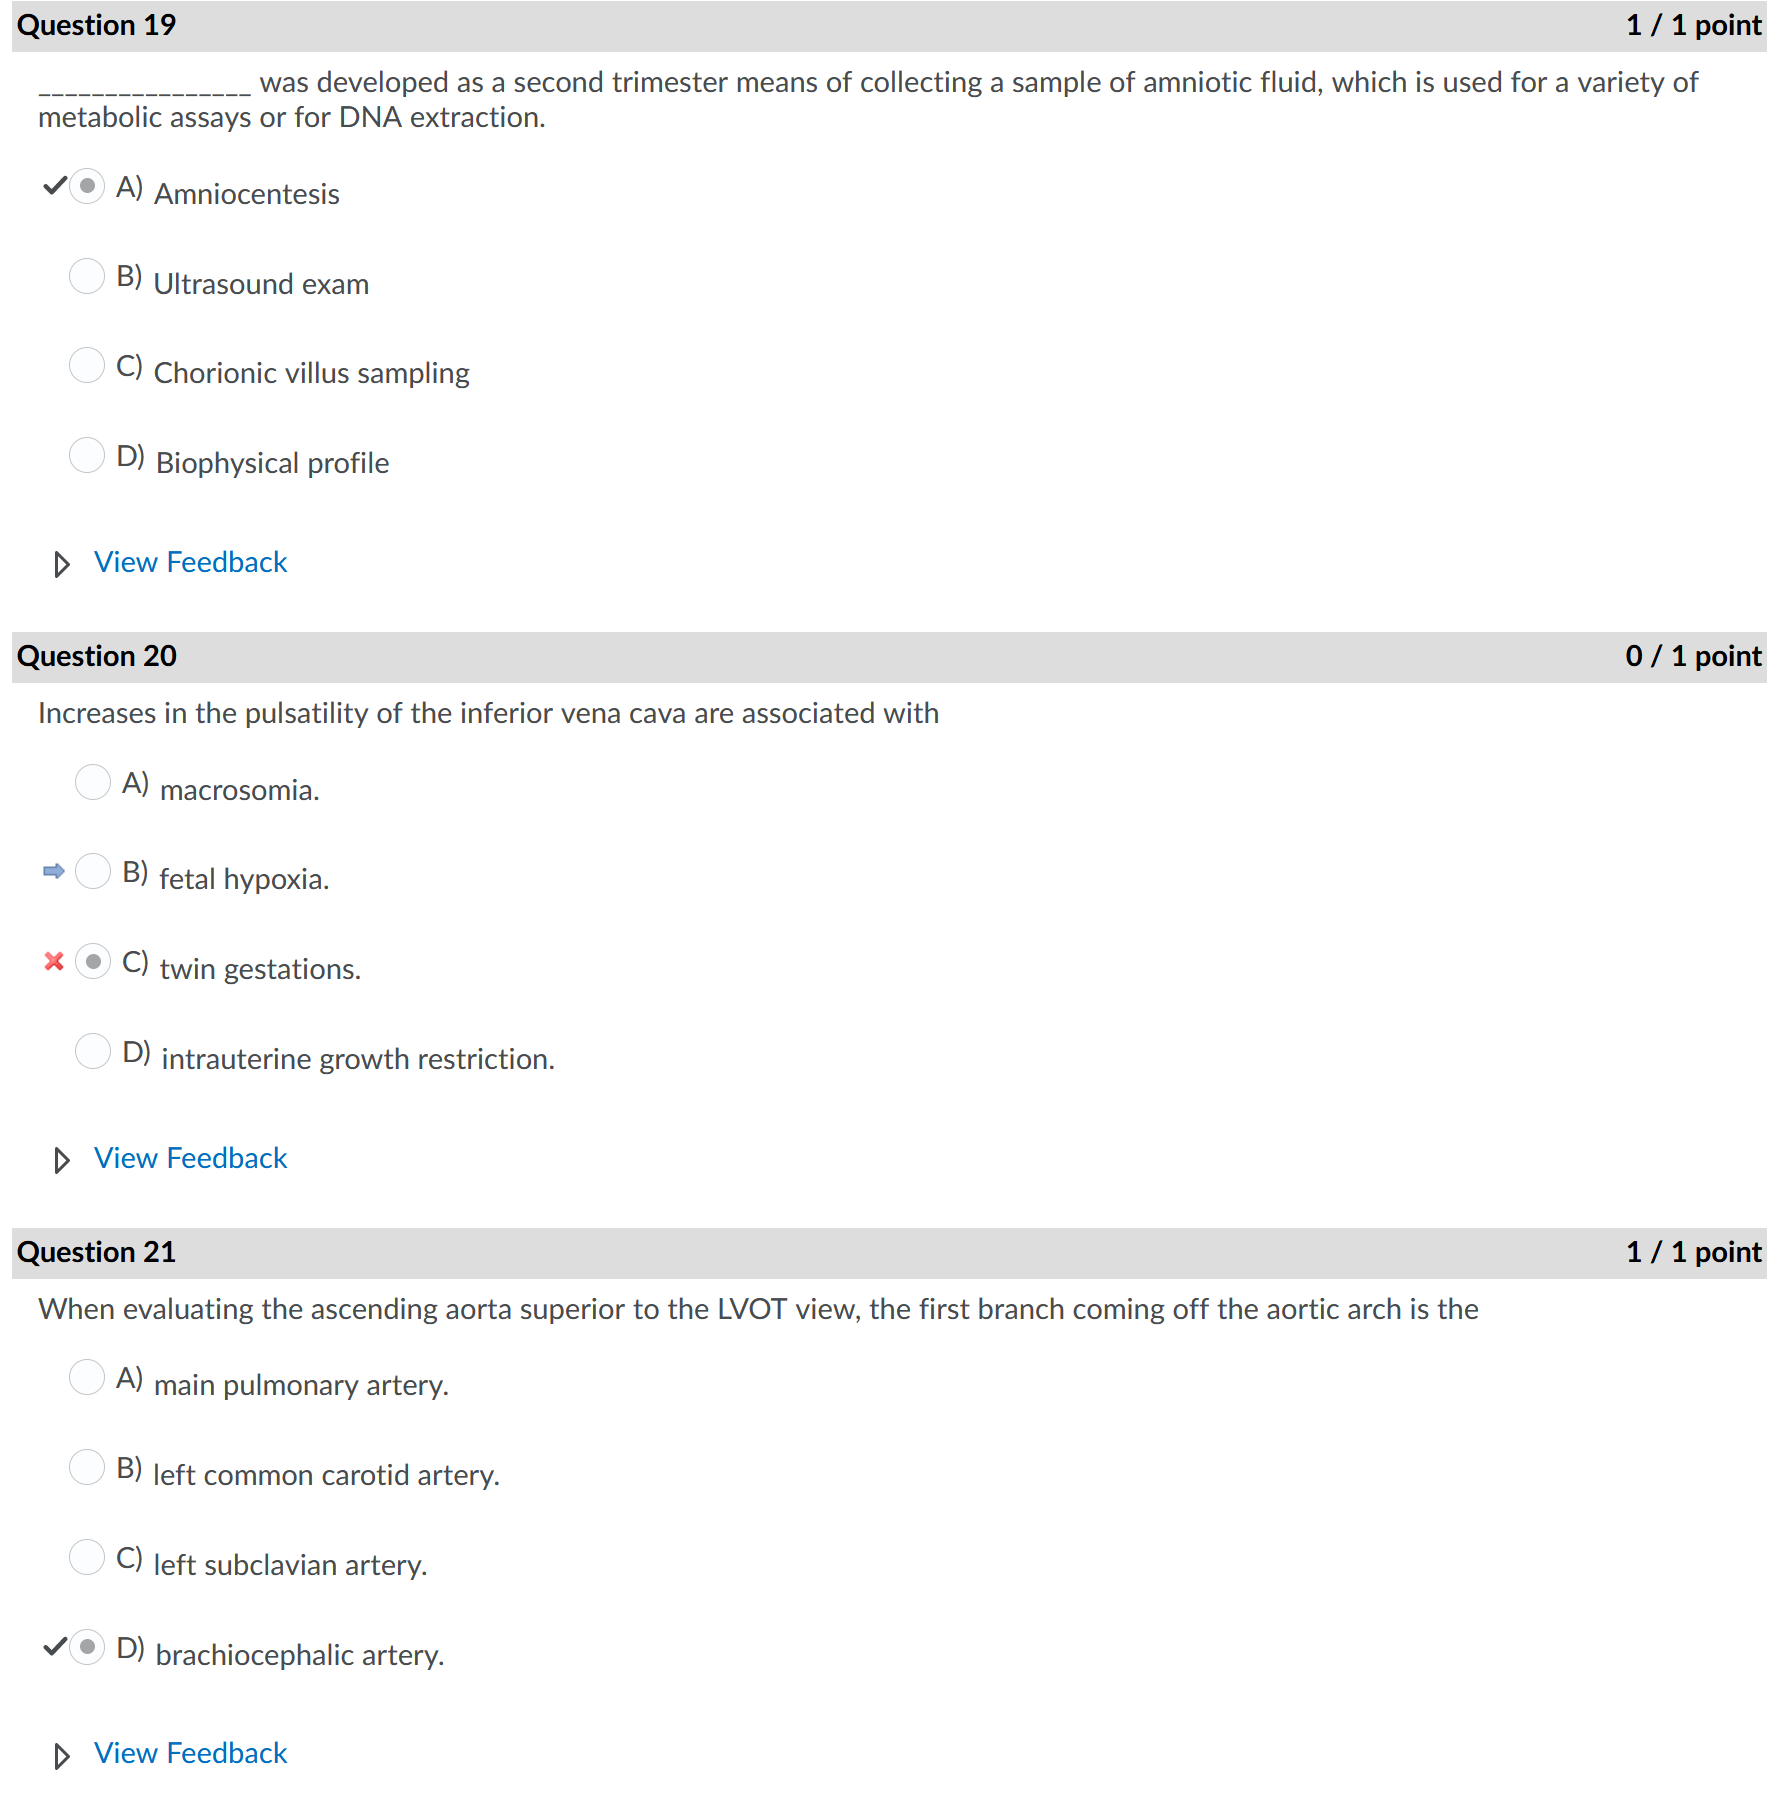 Question 19 1 / 1 point
________________ was developed as a second trimester means of collecting a sample of amniotic fluid, which is used for a variety of
metabolic assays or for DNA extraction.
A) Amniocentesis
B) Ultrasound exam
C) Chorionic villus sampling
D) Biophysical profile
View Feedback
Question 20 0 / 1 point
Increases in the pulsatility of the inferior vena cava are associated with
A) macrosomia.
B) fetal hypoxia.
C) twin gestations.
D) intrauterine growth restriction.
View Feedback
Question 21 1 / 1 point
When evaluating the ascending aorta superior to the LVOT view, the first branch coming off the aortic arch is the
A) main pulmonary artery.
B) left common carotid artery.
C) left subclavian artery.
D) brachiocephalic artery.
View Feedback